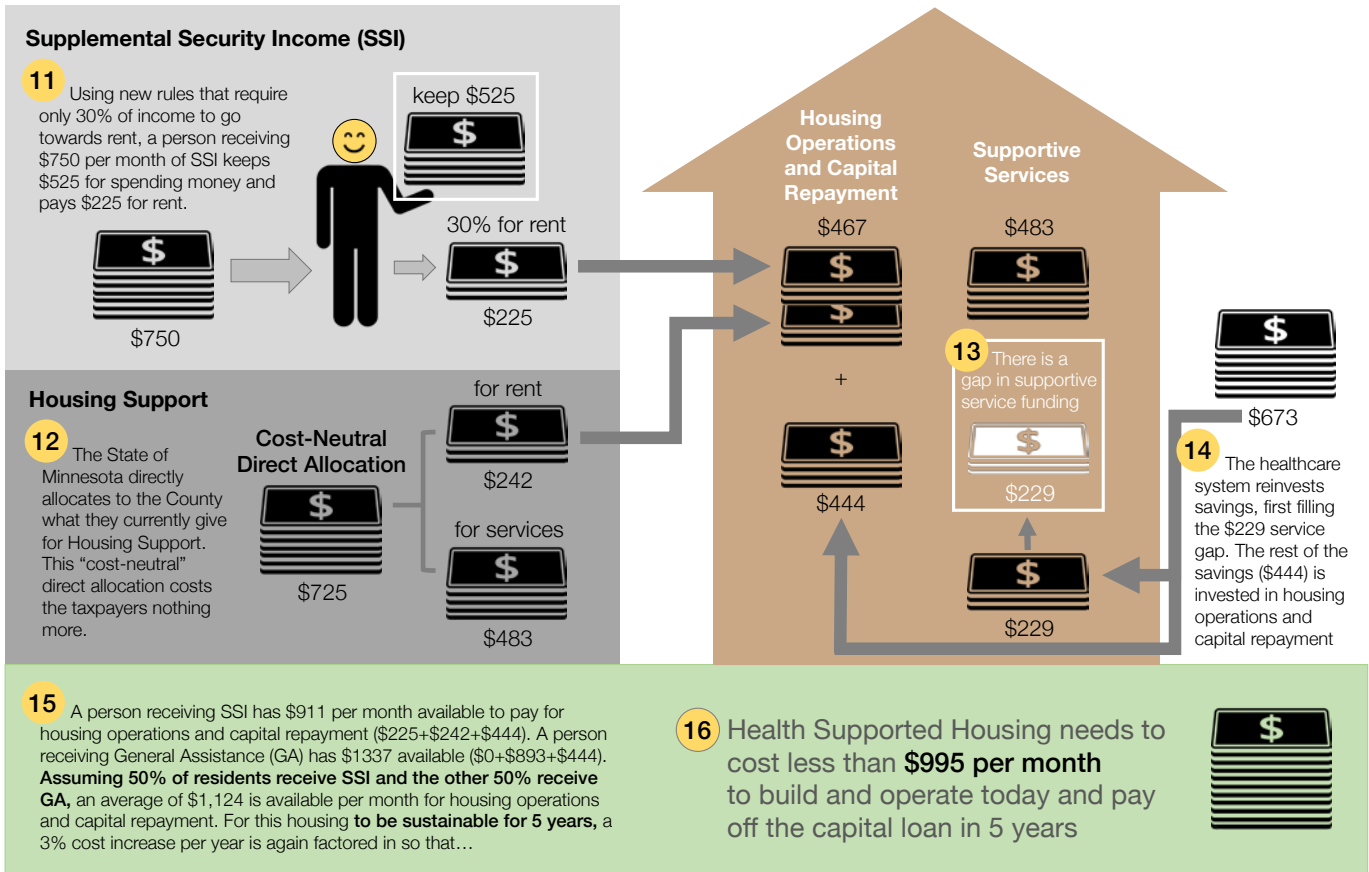 Supplemental Security Income (SSI)
11
Using new rules that require
only 30% of income to go
towards rent, a person receiving
$750 per month of SSI keeps
$525 for spending money and
pays $225 for rent.
$
$750
keep $525
$
30% for rent
$
$225
Housing Support
12
The State of
Minnesota directly
allocates to the County
what they currently give
for Housing Support.
This “cost-neutral”
direct allocation costs
the taxpayers nothing
more.
Cost-Neutral
Direct Allocation
$
$725
for rent
$
$242
for services
$
$483
Housing
Operations
and Capital
Repayment
$467
$
$
+
$
$444
Supportive
Services
$483
$
13
There is a
gap in supportive
service funding
$
$229
$
$229
$
$673
14
The healthcare
system reinvests
savings, first filling
the $229 service
gap. The rest of the
savings ($444) is
invested in housing
operations and
capital repayment
15
A person receiving SSI has $911 per month available to pay for
housing operations and capital repayment ($225+$242+$444). A person
receiving General Assistance (GA) has $1337 available ($0+$893+$444).
Assuming 50% of residents receive SSI and the other 50% receive
GA, an average of $1,124 is available per month for housing operations
and capital repayment. For this housing to be sustainable for 5 years, a
3% cost increase per year is again factored in so that…
16
Health Supported Housing needs to
cost less than $995 per month
to build and operate today and pay
off the capital loan in 5 years
$